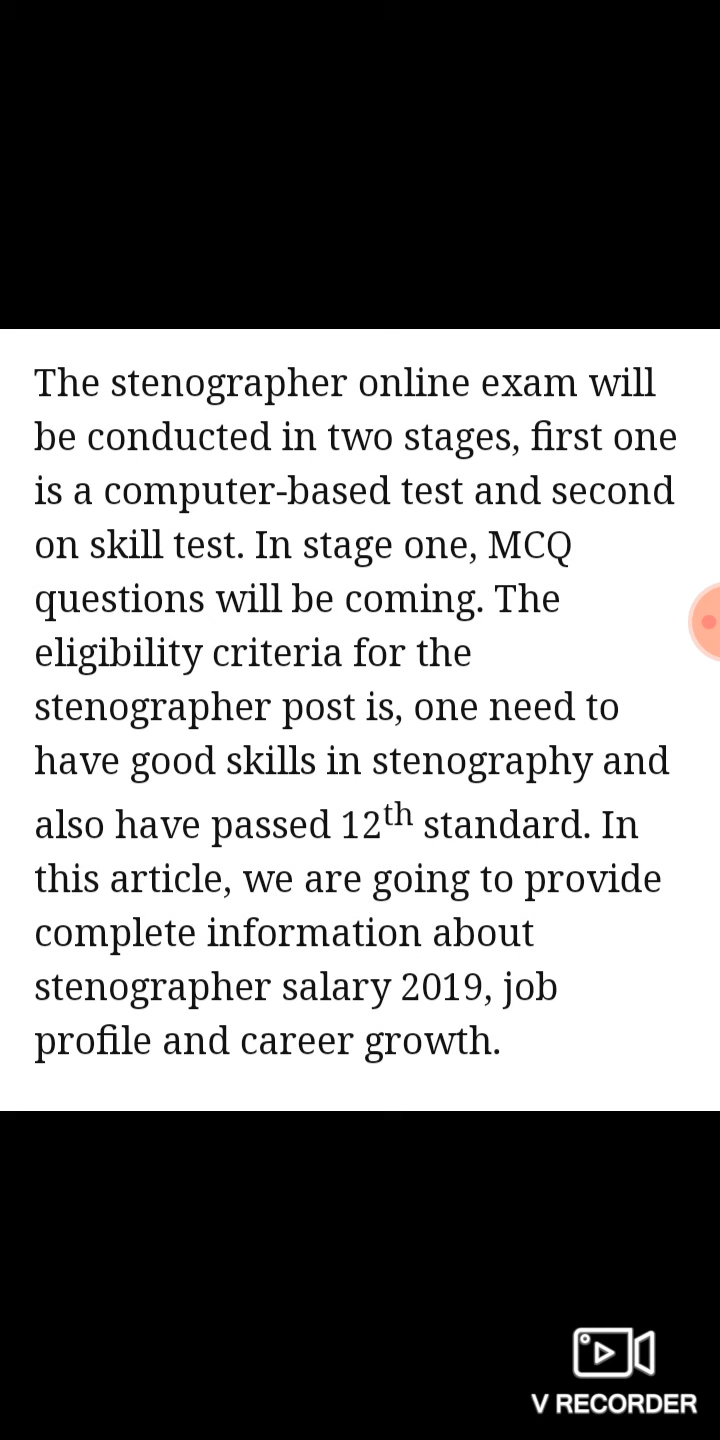 The stenographer online exam will
be conducted in two stages, first one
is a computer-based test and second
on skill test. In stage one, MCQ
questions will be coming. The
eligibility criteria for the
stenographer post is, one need to
have good skills in stenography and
also have passed 12th standard. In
this article, we are going to provide
complete information about
stenographer salary 2019, job
profile and career growth.
V RECORDER